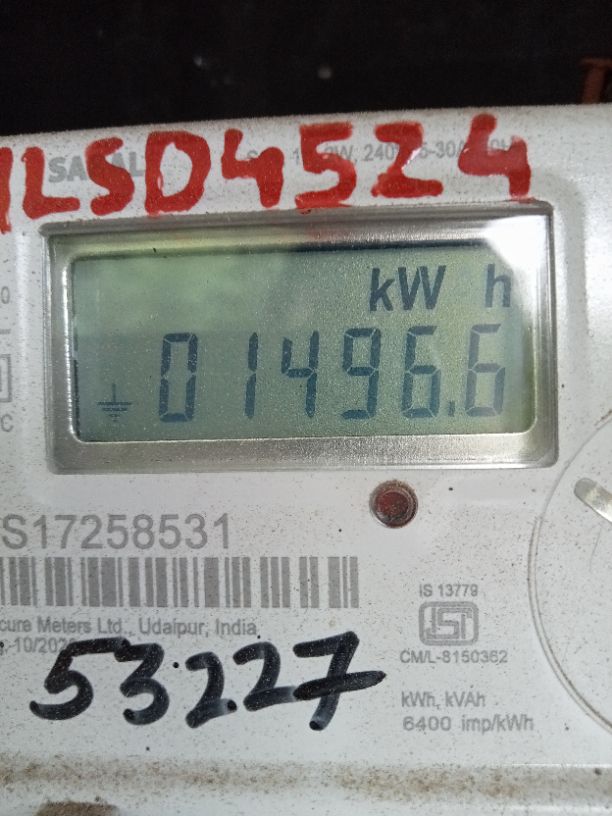 LSD4524
kW h
01496.6
S17258531
IS 13779
cure Meters Ltd., Udaipur, India
CM/L-8150362
53227
kWh, kVAh
6400 imp/kWh